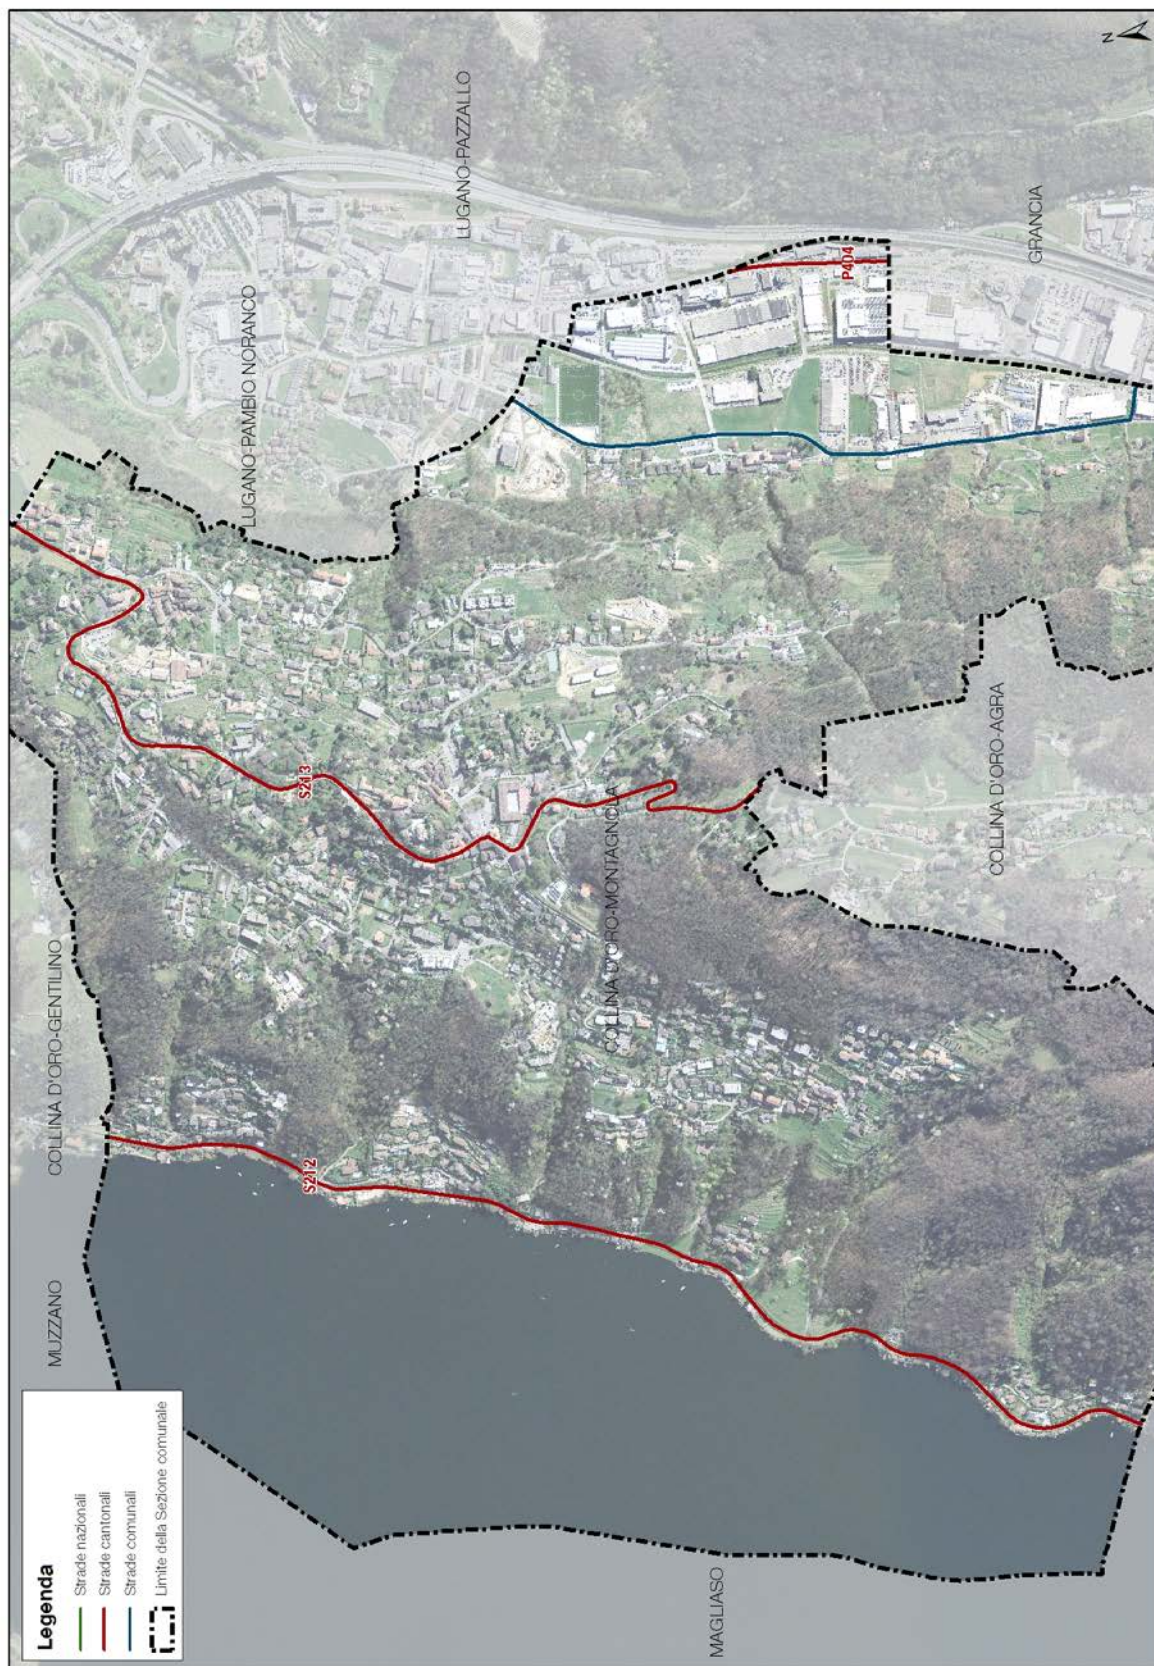 Legenda
Strade nazionali
Strade cantonali
Strade comunali
Limite della Sezione comunale
MUZZANO
COLLINA D'ORO-GENTILINO
LUGANO-PAMBIO NORANCO
LUGANO-PAZZALLO
N
S213
S212
COLLINA D'ORO-MONTAGNOLA
P404
MAGLIASO
COLLINA D'ORO-AGRA
GRANCIA